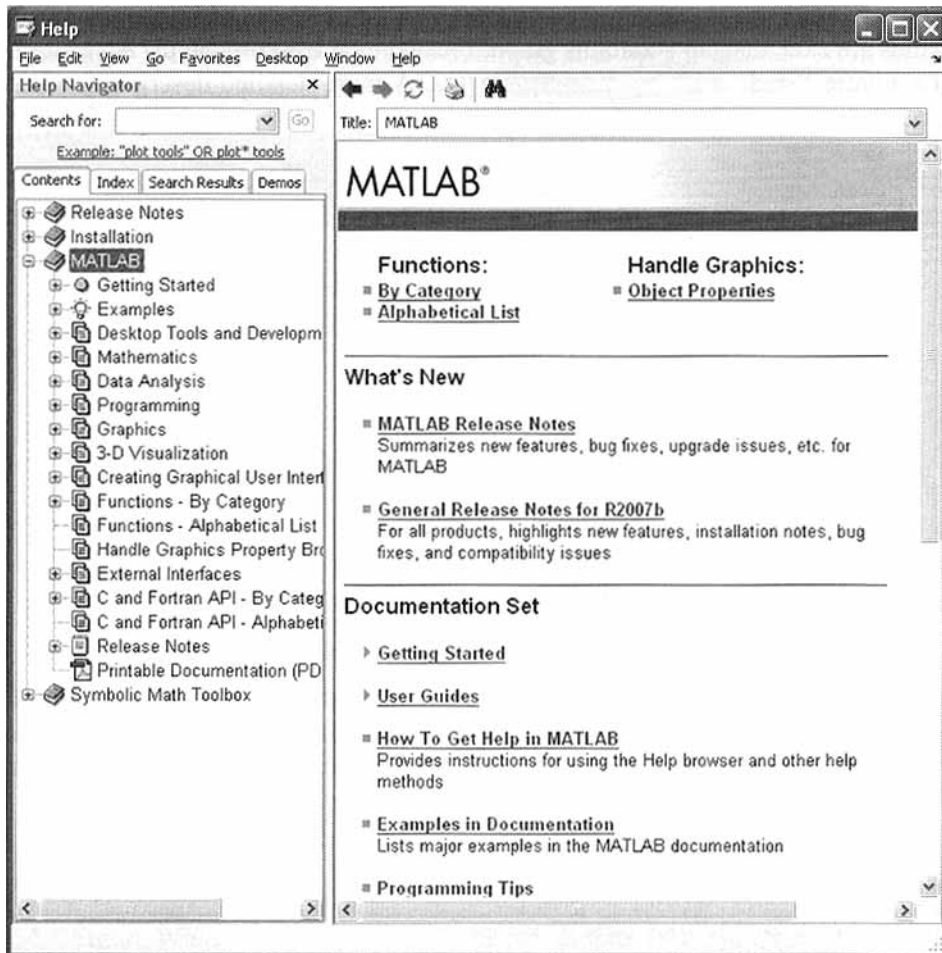 Help
File Edit View Go Favorites Desktop Window Help
Help Navigator
Search for:
Go
Example: "plot tools" OR plot* tools
Contents Index Search Results Demos
Release Notes
Installation
MATLAB
Getting Started
Examples
Desktop Tools and Developm
Mathematics
Data Analysis
Programming
Graphics
3-D Visualization
Creating Graphical User Interf
Functions - By Category
Functions - Alphabetical List
Handle Graphics Property Bro
External Interfaces
C and Fortran API - By Categ
C and Fortran API - Alphabeti
Release Notes
Printable Documentation (PD
Symbolic Math Toolbox
Title: MATLAB
MATLAB®
Functions:
By Category
Alphabetical List
Handle Graphics:
Object Properties
What's New
MATLAB Release Notes
Summarizes new features, bug fixes, upgrade issues, etc. for
MATLAB
General Release Notes for R2007b
For all products, highlights new features, installation notes, bug
fixes, and compatibility issues
Documentation Set
Getting Started
User Guides
How To Get Help in MATLAB
Provides instructions for using the Help browser and other help
methods
Examples in Documentation
Lists major examples in the MATLAB documentation
Programming Tips